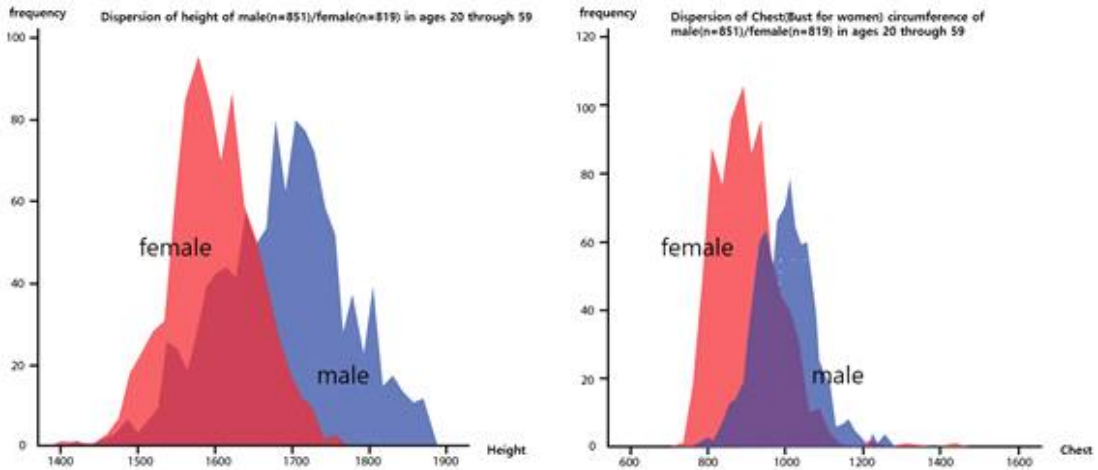 frequency
Dispersion of height of male(n=851)/female(n=819) in ages 20 through 59
100
80
60
40
20
0
female
male
1400
1500
1600
1700
1800
1900
Height
frequency
Dispersion of Chest(Bust for women) circumference of
male(n=851)/female(n=819) in ages 20 through 59
120
100
80
60
40
20
0
female
male
600
800
1000
1200
1400
1600
Chest